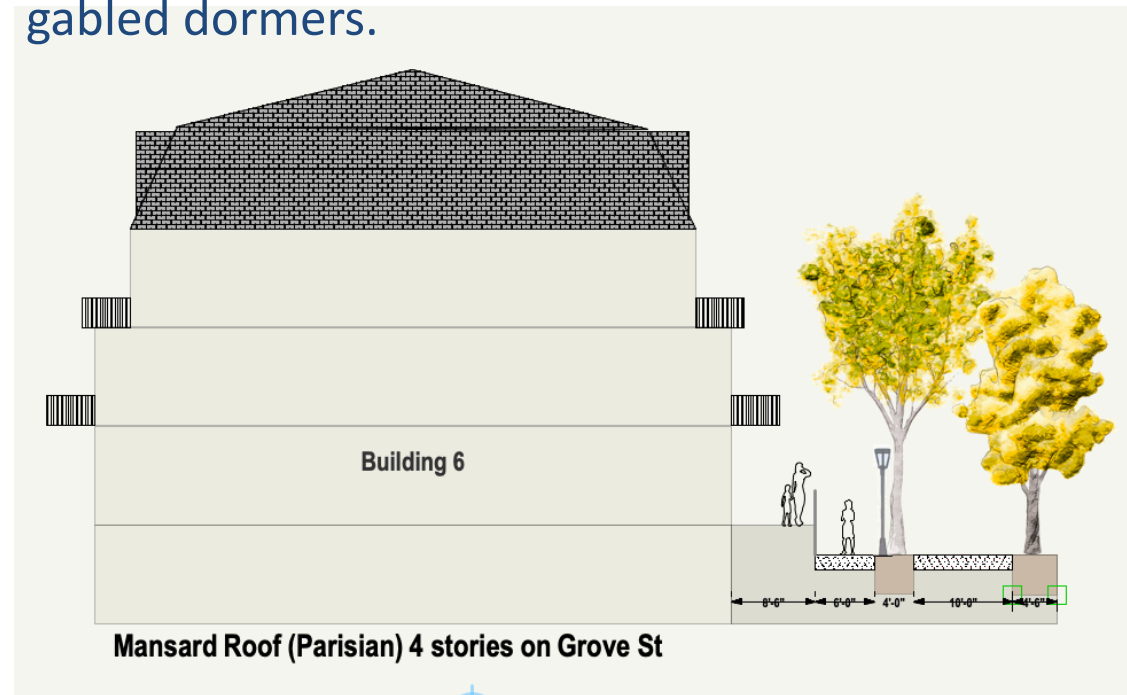 gabled dormers.
Building 6
8'-6" 6'-0" 4'-0" 10'-0" 4'-6"
Mansard Roof (Parisian) 4 stories on Grove St